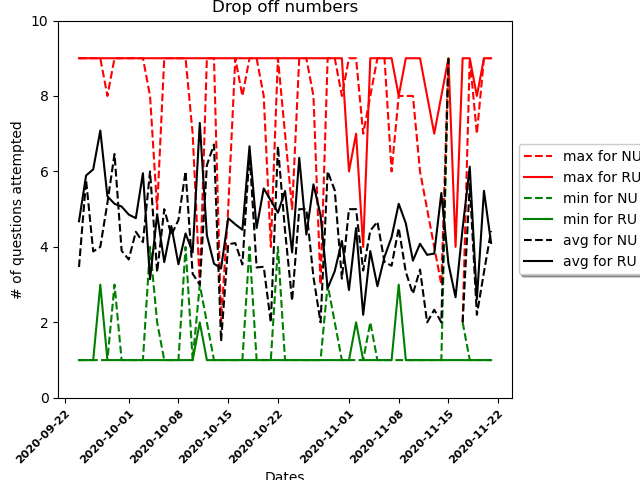 Drop off numbers
10
8
6
4
2
0
# of questions attempted
2020-09-22
2020-10-01
2020-10-08
2020-10-15
2020-10-22
2020-11-01
2020-11-08
2020-11-15
2020-11-22
Dates
max for NU
max for RU
min for NU
min for RU
avg for NU
avg for RU